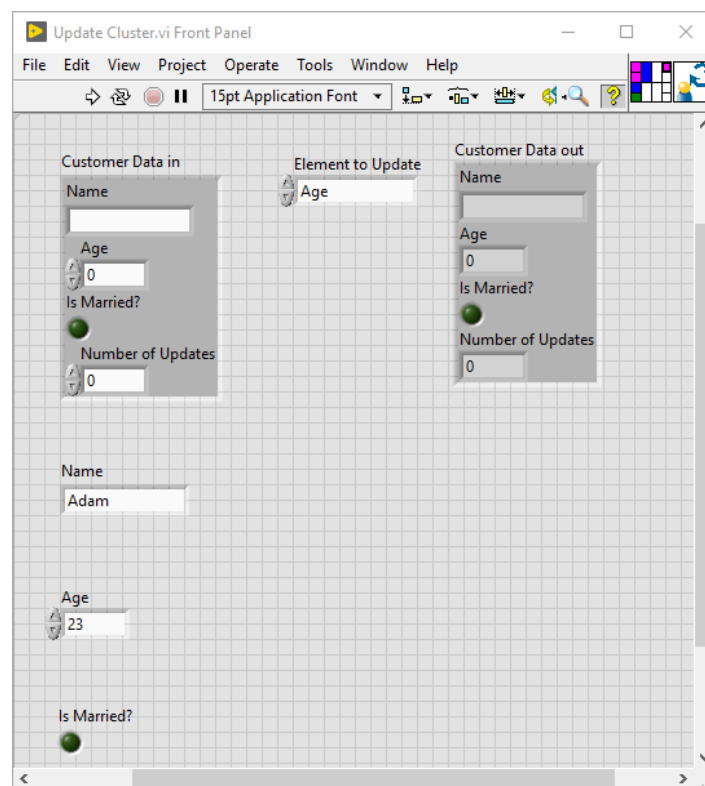 Update Cluster.vi Front Panel
File Edit View Project Operate Tools Window Help
15pt Application Font
Customer Data in
Name
Age
0
Is Married?
Number of Updates
0
Element to Update
Age
Customer Data out
Name
Age
0
Is Married?
Number of Updates
0
Name
Adam
Age
23
Is Married?